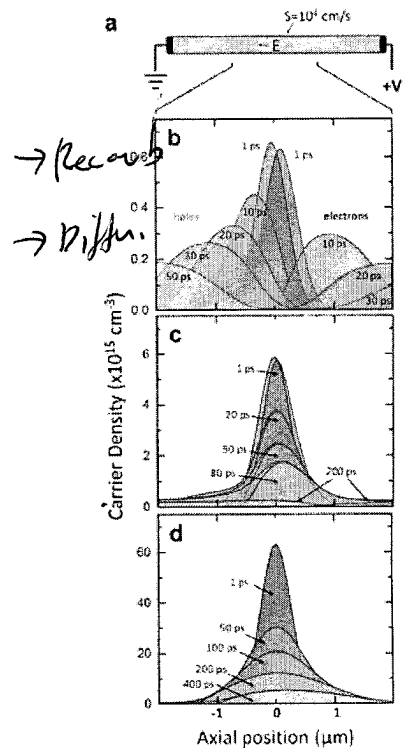 a
S=10⁶ cm/s
← E
+V
b
→ Recomb
0.6
1 ps
1 ps
0.4
10 ps
holes
electrons
→ Diffu.
20 ps
10 ps
0.2
30 ps
50 ps
20 ps
30 ps
0.0
c
6
1 ps
4
20 ps
50 ps
2
80 ps
200 ps
0
Carrier Density (x10¹⁵ cm⁻³)
d
60
1 ps
40
50 ps
100 ps
20
200 ps
400 ps
0
-1
0
1
Axial position (μm)